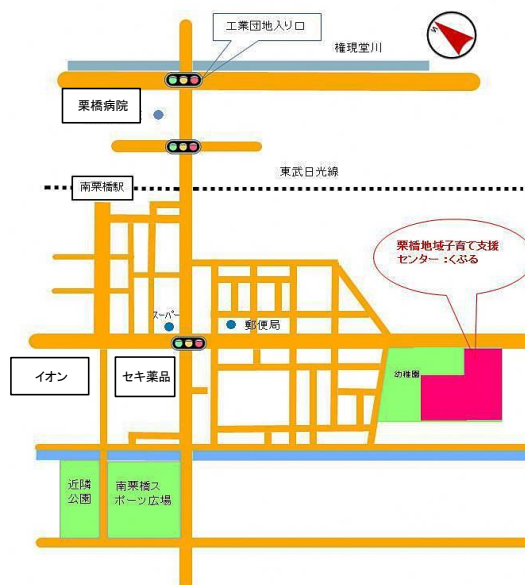 工業団地入り口
権現堂川
N
栗橋病院
東武日光線
南栗橋駅
栗橋地域子育て支援
センター：くぷる
スーパー
郵便局
イオン
セキ薬品
幼稚園
近隣
公園
南栗橋ス
ポーツ広場